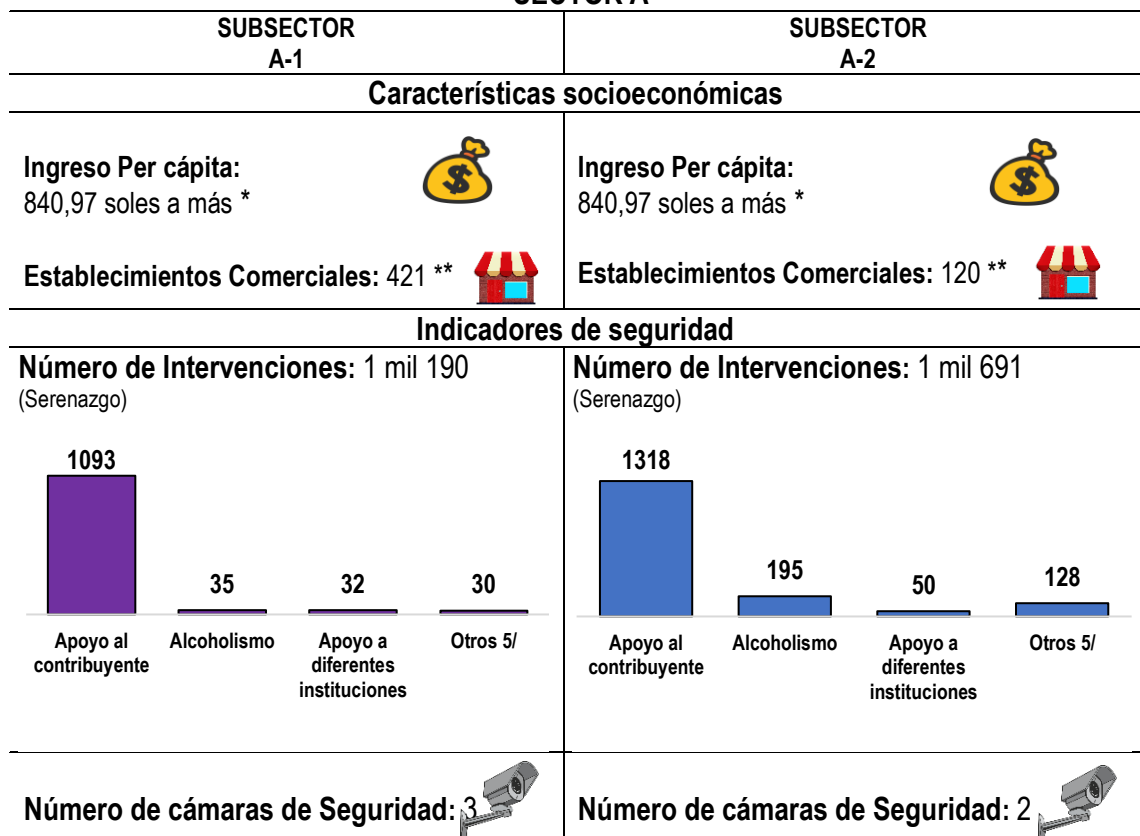 SECTOR A
SUBSECTOR
A-1
SUBSECTOR
A-2
Características socioeconómicas
Ingreso Per cápita:
840,97 soles a más *
Establecimientos Comerciales: 421 **
Ingreso Per cápita:
840,97 soles a más *
Establecimientos Comerciales: 120 **
Indicadores de seguridad
Número de Intervenciones: 1 mil 190
(Serenazgo)
1093
35
32
30
Apoyo al
contribuyente
Alcoholismo
Apoyo a
diferentes
instituciones
Otros 5/
Número de Intervenciones: 1 mil 691
(Serenazgo)
1318
195
50
128
Apoyo al
contribuyente
Alcoholismo
Apoyo a
diferentes
instituciones
Otros 5/
Número de cámaras de Seguridad: 3
Número de cámaras de Seguridad: 2